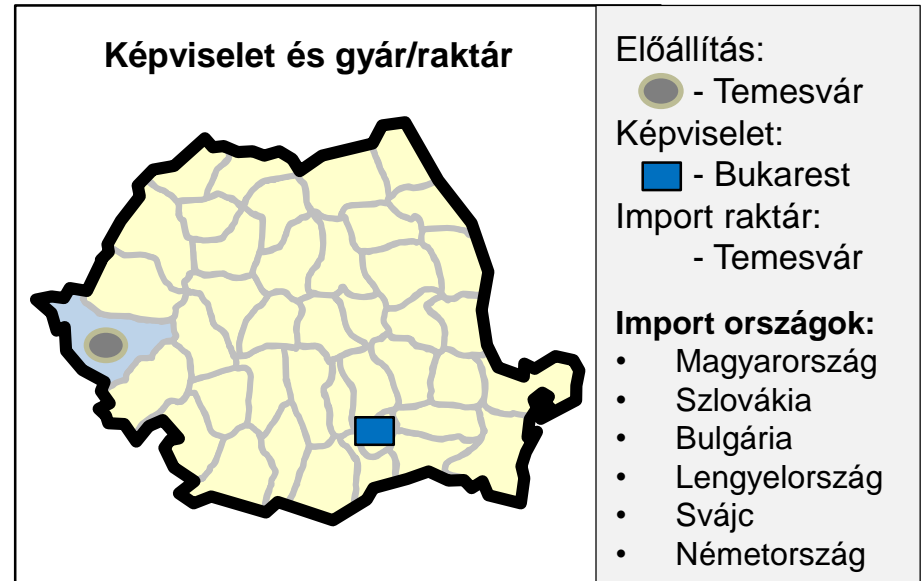 Képviselet és gyár/raktár
Előállítás:
- Temesvár
Képviselet:
- Bukarest
Import raktár:
- Temesvár
Import országok:
• Magyarország
• Szlovákia
• Bulgária
• Lengyelország
• Svájc
• Németország